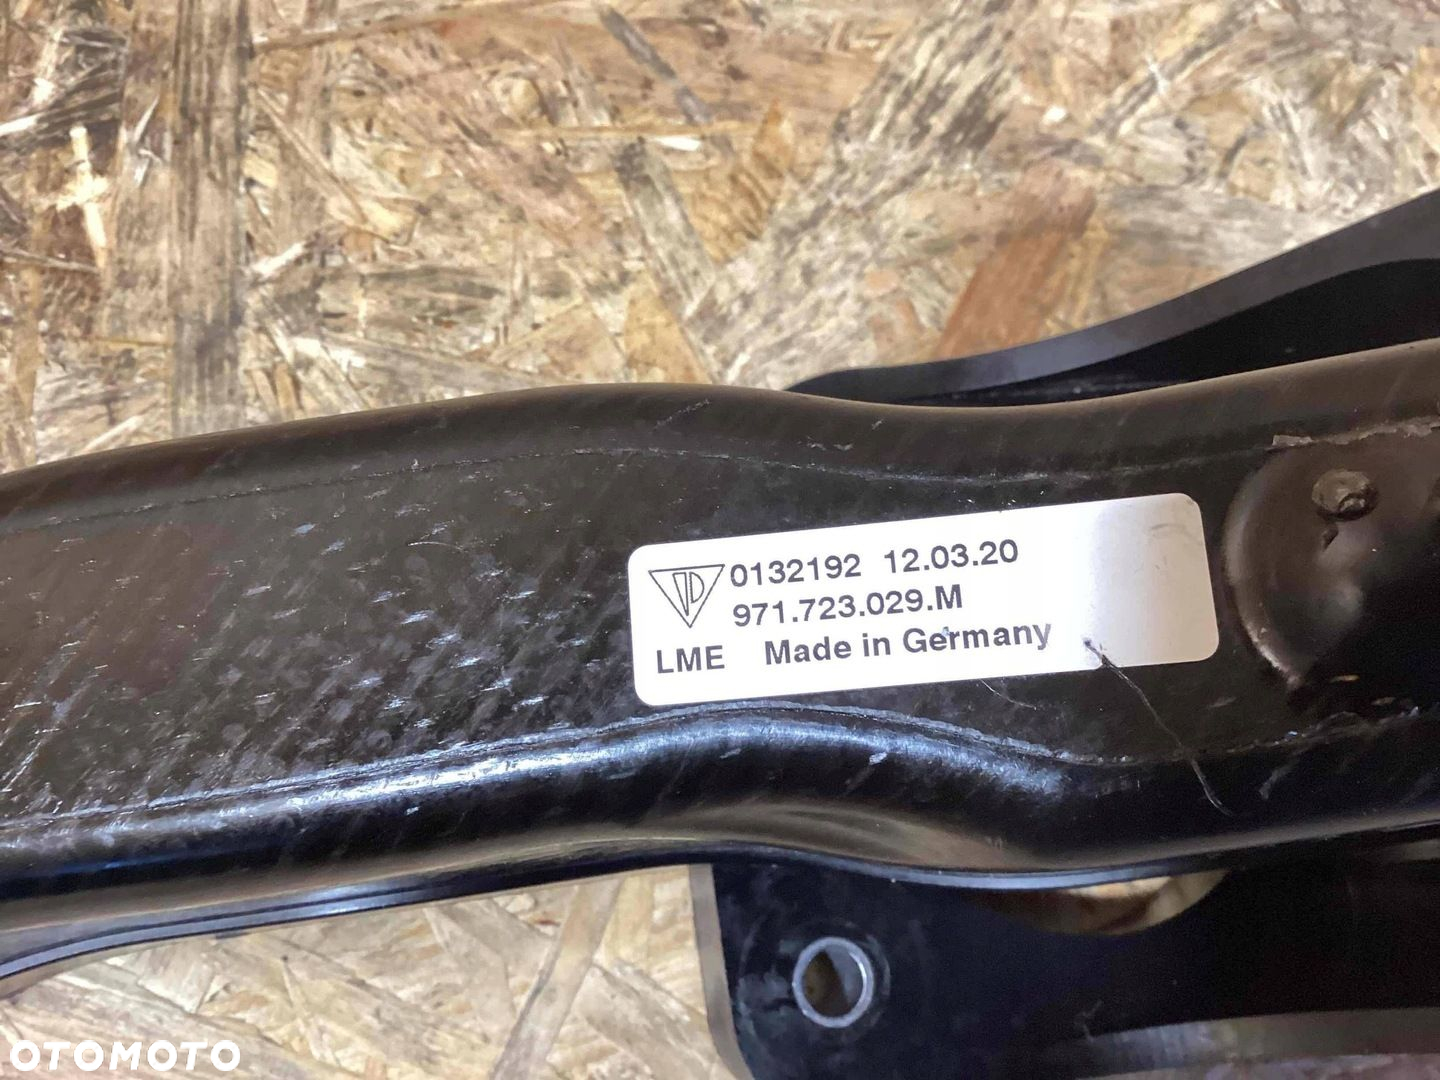 0132192 12.03.20
971.723.029.M
LME Made in Germany
OTOMOTO